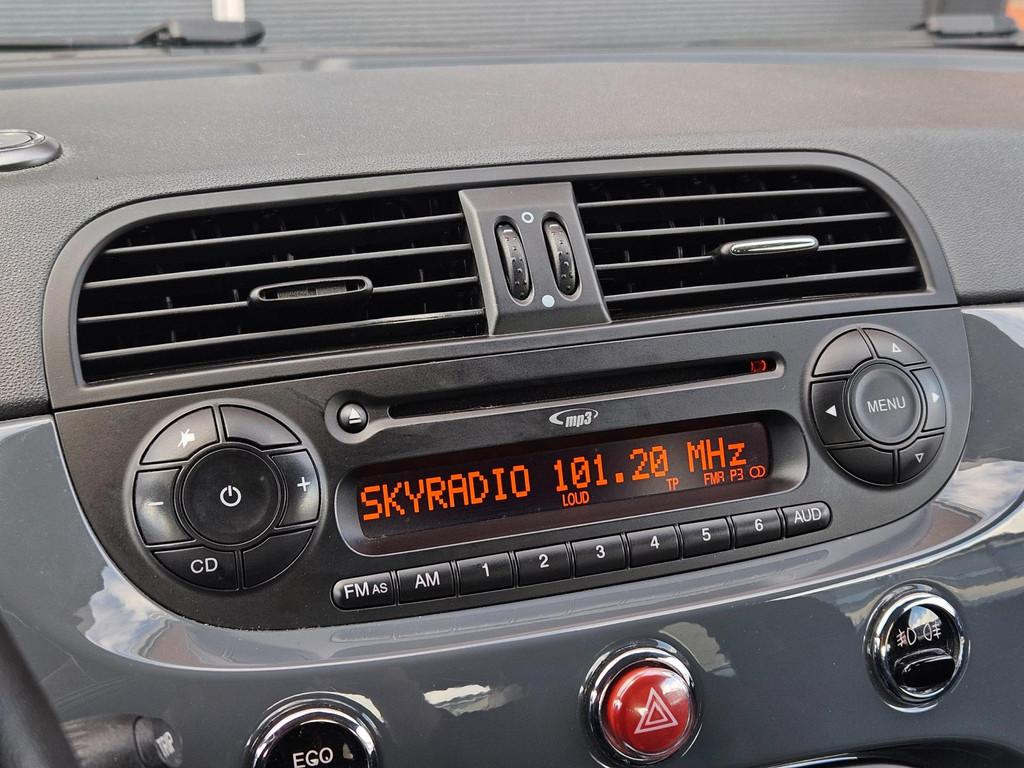 mp3
MENU
SKYRADIO 101.20 MHz
LOUD TP FMA P3
CD
FM AS AM 1 2 3 4 5 6 AUD
ECO